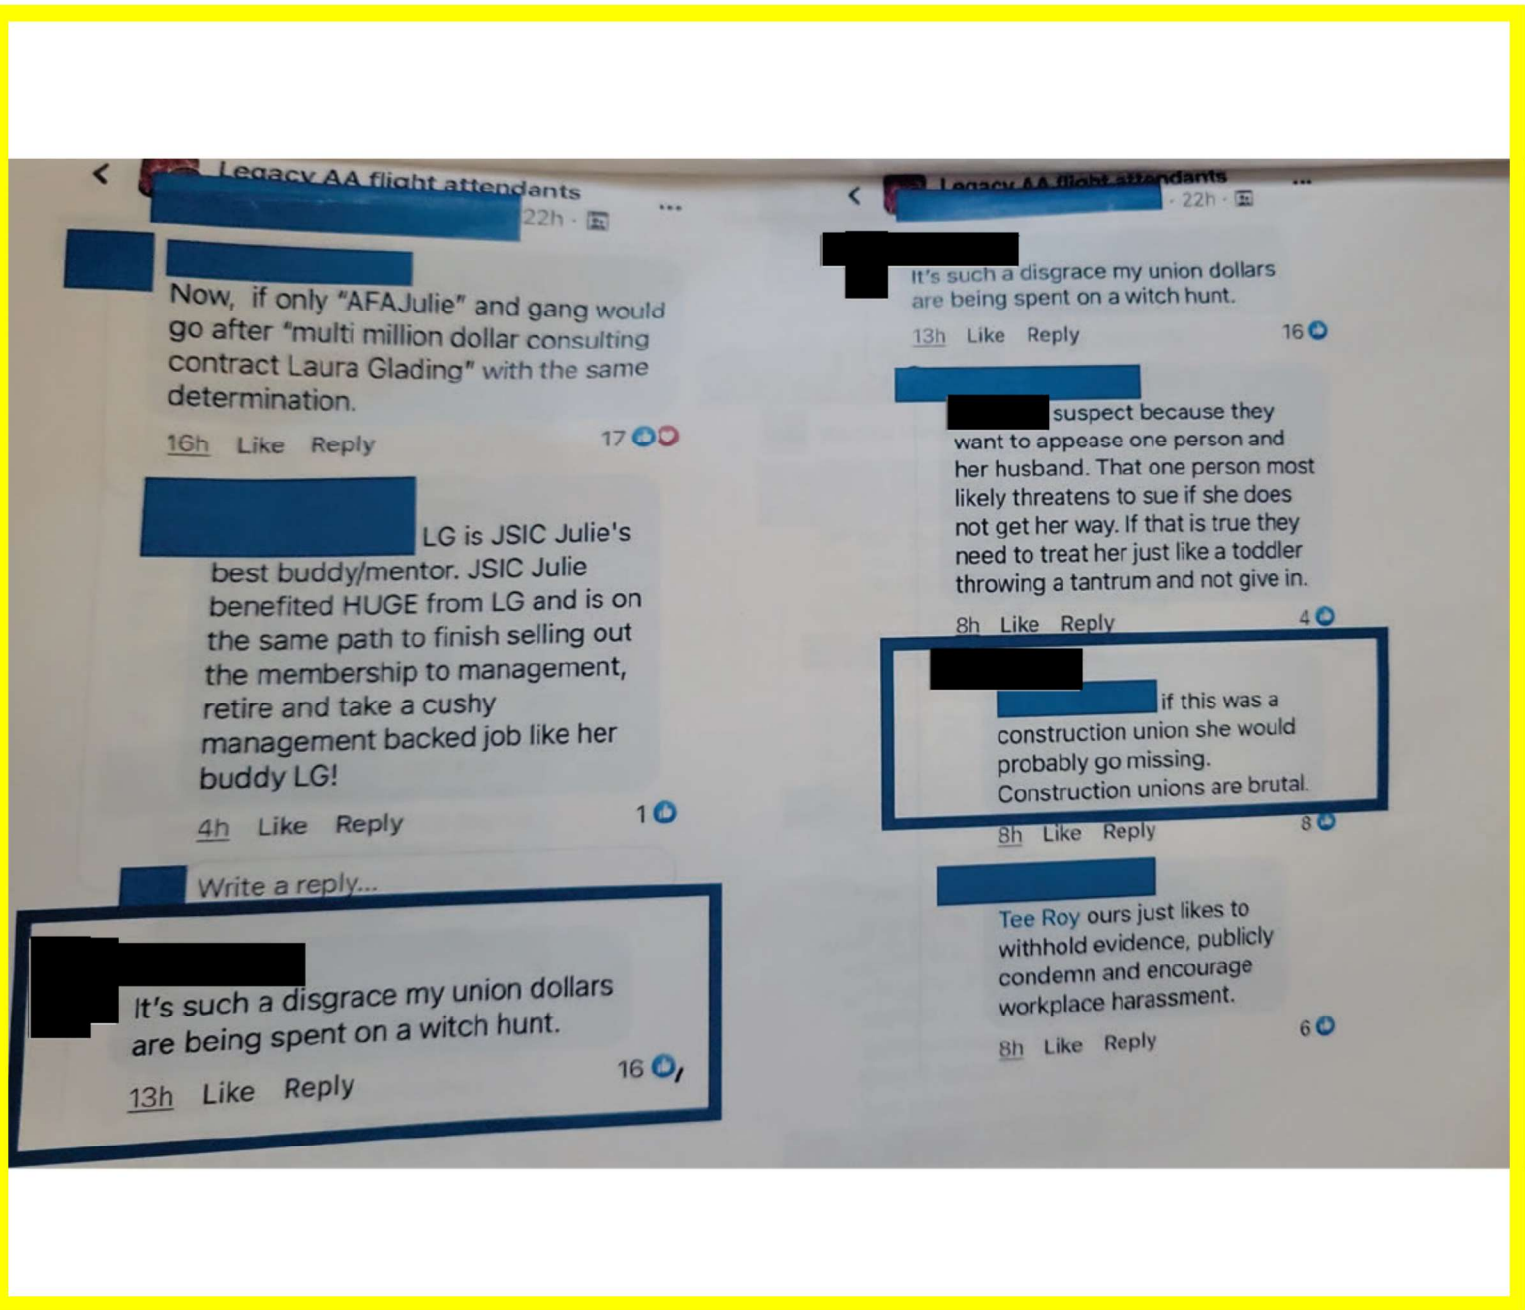 Legacy AA flight attendants
22h ·
Now, if only “AFAJulie” and gang would
go after “multi million dollar consulting
contract Laura Glading” with the same
determination.
16h Like Reply 17
LG is JSIC Julie's
best buddy/mentor. JSIC Julie
benefited HUGE from LG and is on
the same path to finish selling out
the membership to management,
retire and take a cushy
management backed job like her
buddy LG!
4h Like Reply 1
Write a reply...
It's such a disgrace my union dollars
are being spent on a witch hunt.
13h Like Reply 16
Legacy AA flight attendants
· 22h ·
It's such a disgrace my union dollars
are being spent on a witch hunt.
13h Like Reply 16
suspect because they
want to appease one person and
her husband. That one person most
likely threatens to sue if she does
not get her way. If that is true they
need to treat her just like a toddler
throwing a tantrum and not give in.
8h Like Reply 4
if this was a
construction union she would
probably go missing.
Construction unions are brutal.
8h Like Reply 8
Tee Roy ours just likes to
withhold evidence, publicly
condemn and encourage
workplace harassment.
8h Like Reply 6